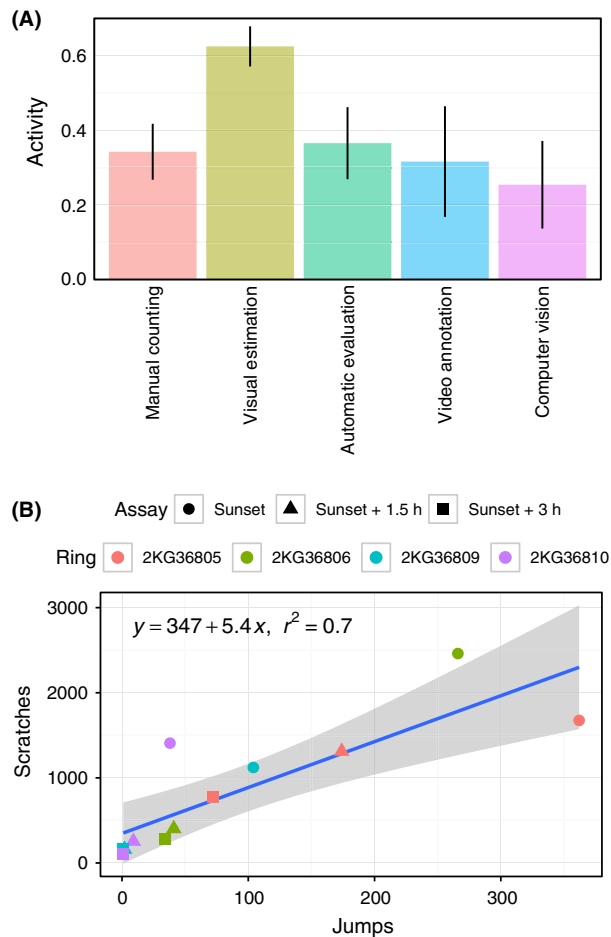 (A)
Activity
0.6
0.4
0.2
0.0
Manual counting
Visual estimation
Automatic evaluation
Video annotation
Computer vision
(B)
Assay Sunset Sunset + 1.5 h Sunset + 3 h
Ring 2KG36805 2KG36806 2KG36809 2KG36810
y = 347 + 5.4 x, r² = 0.7
Scratches
3000
2000
1000
0
0 100 200 300
Jumps